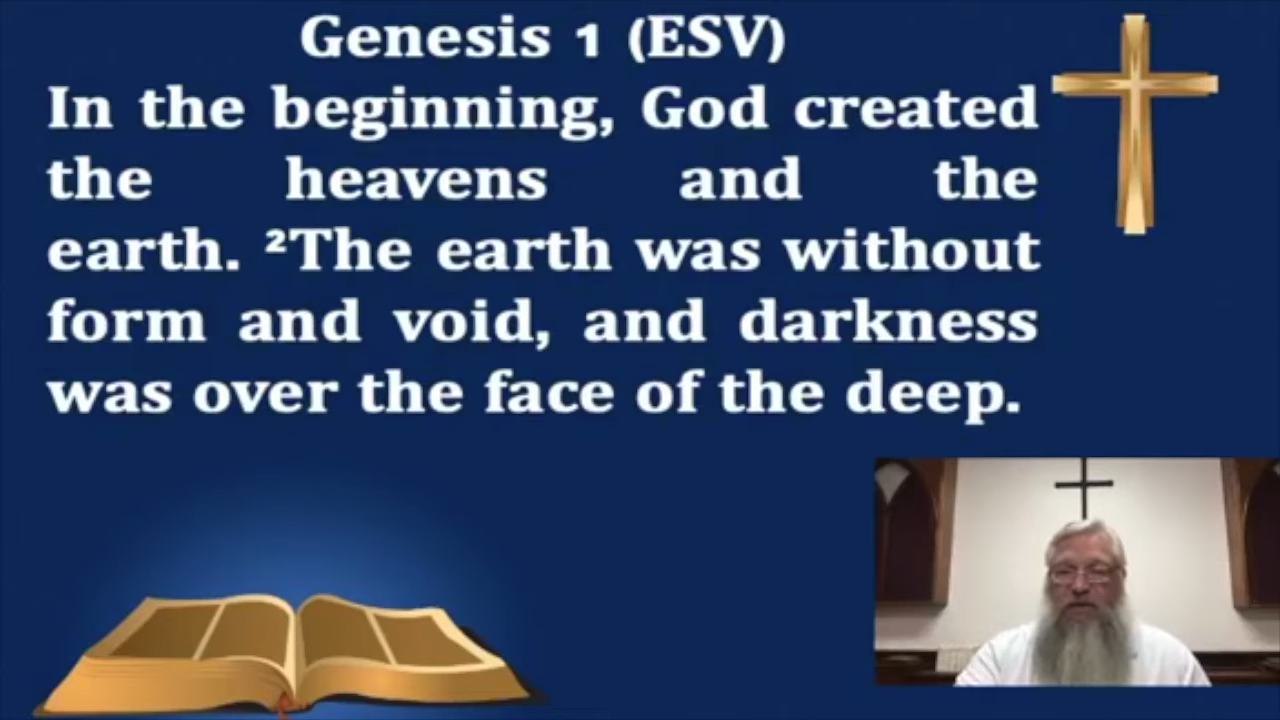 Genesis 1 (ESV)
In the beginning, God created
the heavens and the
earth. ²The earth was without
form and void, and darkness
was over the face of the deep.